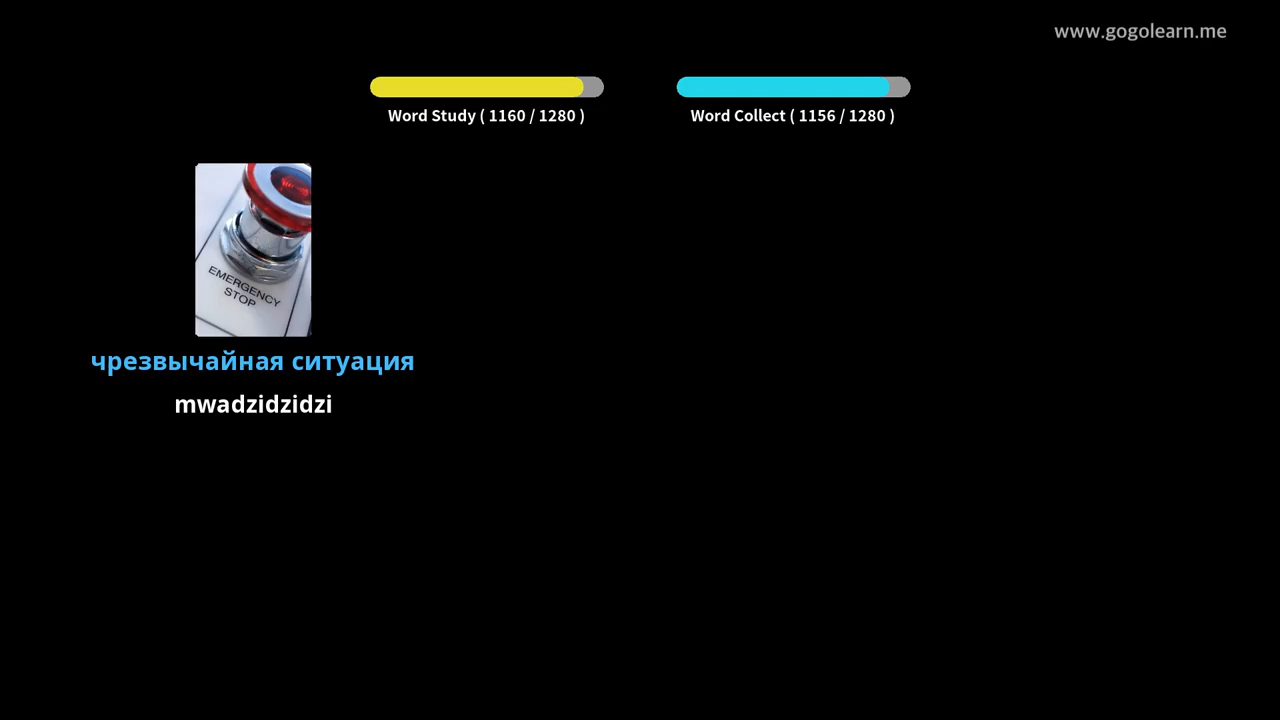 www.gogolearn.me
Word Study ( 1160 / 1280 )
Word Collect ( 1156 / 1280 )
EMERGENCY
STOP
чрезвычайная ситуация
mwadzidzidzi